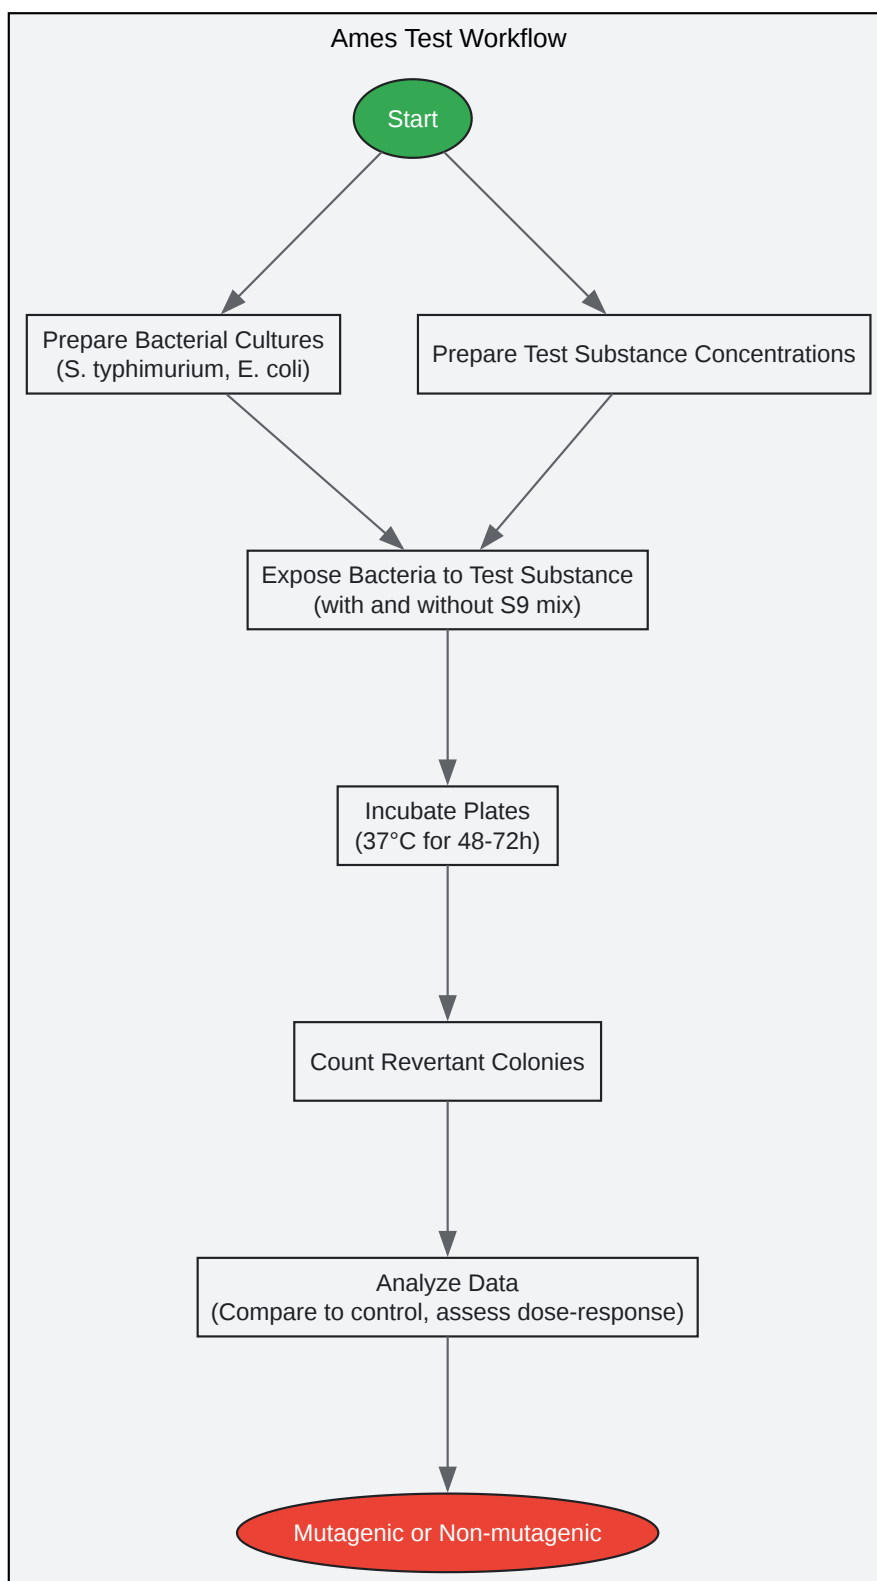 Ames Test Workflow
Start
Prepare Bacterial Cultures
(S. typhimurium, E. coli)
Prepare Test Substance Concentrations
Expose Bacteria to Test Substance
(with and without S9 mix)
Incubate Plates
(37°C for 48-72h)
Count Revertant Colonies
Analyze Data
(Compare to control, assess dose-response)
Mutagenic or Non-mutagenic